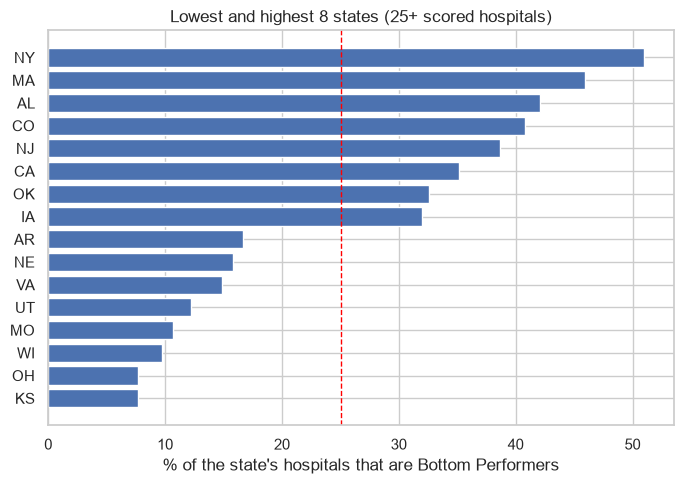 Lowest and highest 8 states (25+ scored hospitals)
NY
MA
AL
CO
NJ
CA
OK
IA
AR
NE
VA
UT
MO
WI
OH
KS
0 10 20 30 40 50
% of the state's hospitals that are Bottom Performers